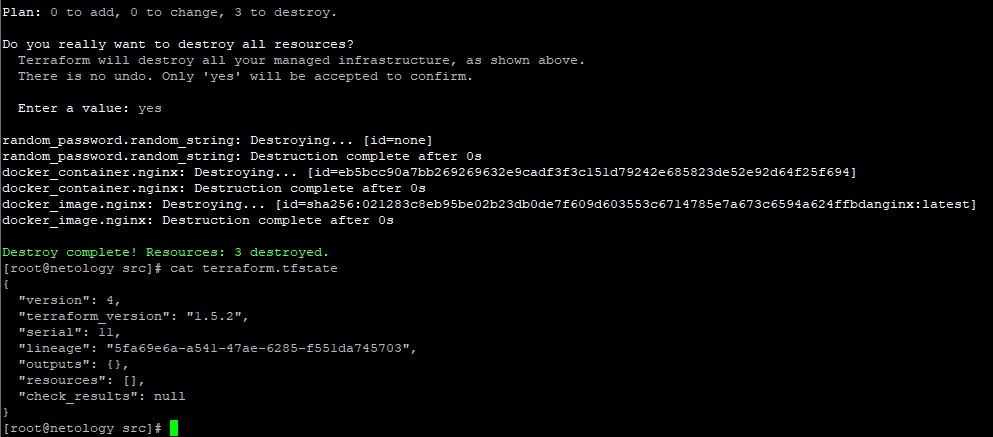 Plan: 0 to add, 0 to change, 3 to destroy.
Do you really want to destroy all resources?
Terraform will destroy all your managed infrastructure, as shown above.
There is no undo. Only 'yes' will be accepted to confirm.
Enter a value: yes
random_password.random_string: Destroying... [id=none]
random_password.random_string: Destruction complete after 0s
docker_container.nginx: Destroying... [id=eb5bcc90a7bb269269632e9cadf3f3c151d79242e685823de52e92d64f25f694]
docker_container.nginx: Destruction complete after 0s
docker_image.nginx: Destroying... [id=sha256:021283c8eb95be02b23db0de7f609d603553c6714785e7a673c6594a624ffbdanginx:latest]
docker_image.nginx: Destruction complete after 0s
Destroy complete! Resources: 3 destroyed.
[root@netology src]# cat terraform.tfstate
{
"version": 4,
"terraform_version": "1.5.2",
"serial": 11,
"lineage": "5fa69e6a-a541-47ae-6285-f551da745703",
"outputs": {},
"resources": [],
"check_results": null
}
[root@netology src]#